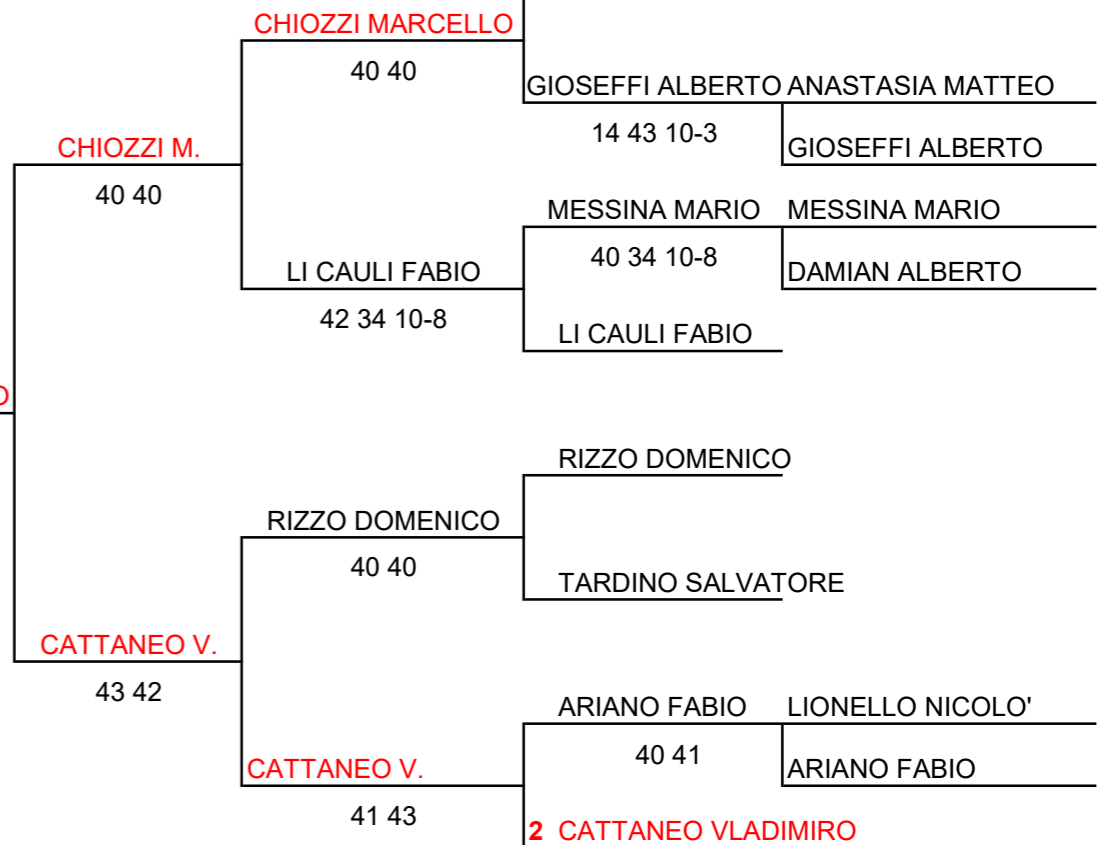 CHIOZZI MARCELLO
40 40
GIOSEFFI ALBERTO ANASTASIA MATTEO
14 43 10-3
CHIOZZI M.
GIOSEFFI ALBERTO
40 40
MESSINA MARIO MESSINA MARIO
40 34 10-8
LI CAULI FABIO
DAMIAN ALBERTO
42 34 10-8
LI CAULI FABIO
O
RIZZO DOMENICO
RIZZO DOMENICO
40 40
TARDINO SALVATORE
CATTANEO V.
43 42
ARIANO FABIO LIONELLO NICOLO'
40 41
CATTANEO V.
ARIANO FABIO
41 43
2 CATTANEO VLADIMIRO